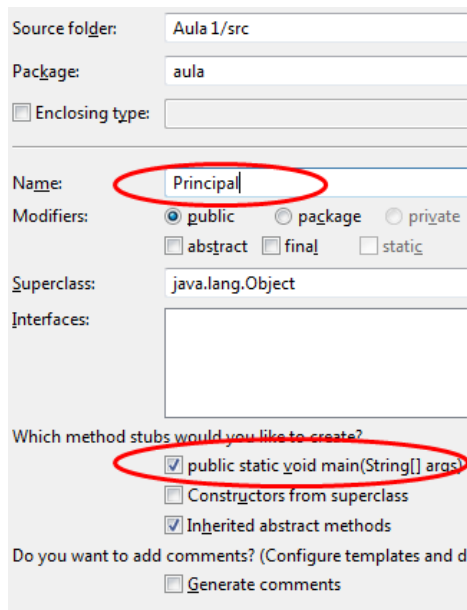 Source folder: Aula 1/src
Package: aula
Enclosing type:
Name: Principal
Modifiers: public package private
abstract final static
Superclass: java.lang.Object
Interfaces:
Which method stubs would you like to create?
public static void main(String[] args)
Constructors from superclass
Inherited abstract methods
Do you want to add comments? (Configure templates and d
Generate comments